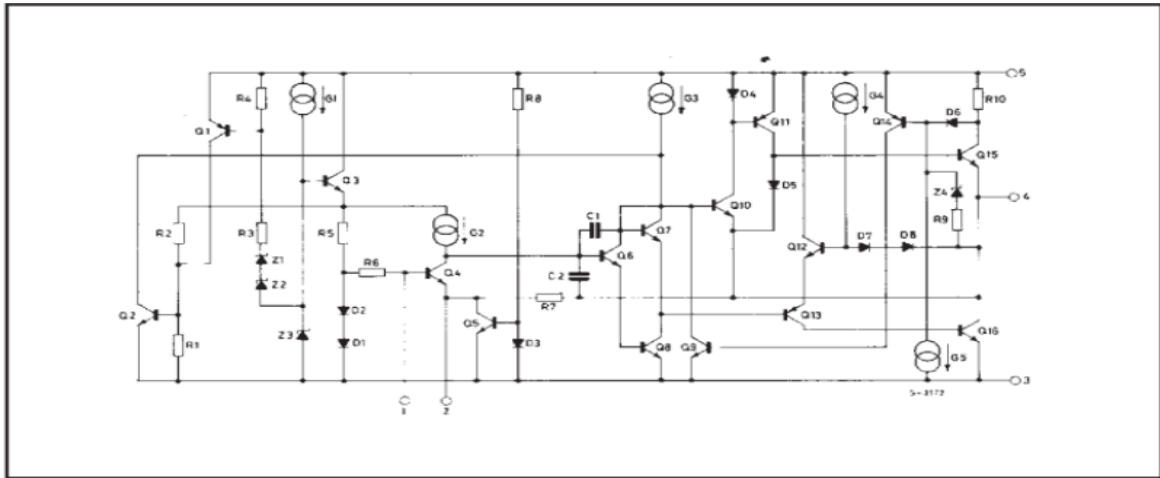 5
R4
G1
R8
G3
D4
G4
R10
D6
Q1
Q11
Q14
Q15
Q3
D5
Z4
4
Q10
R9
C1
R2
R3
R5
G2
Q7
Z1
Q12
D7
D8
Q6
R6
Q4
C2
Z2
R7
D2
Q2
Q5
Q13
Q16
Z3
R1
D1
D3
Q8
Q9
G5
3
S-3172
1
2